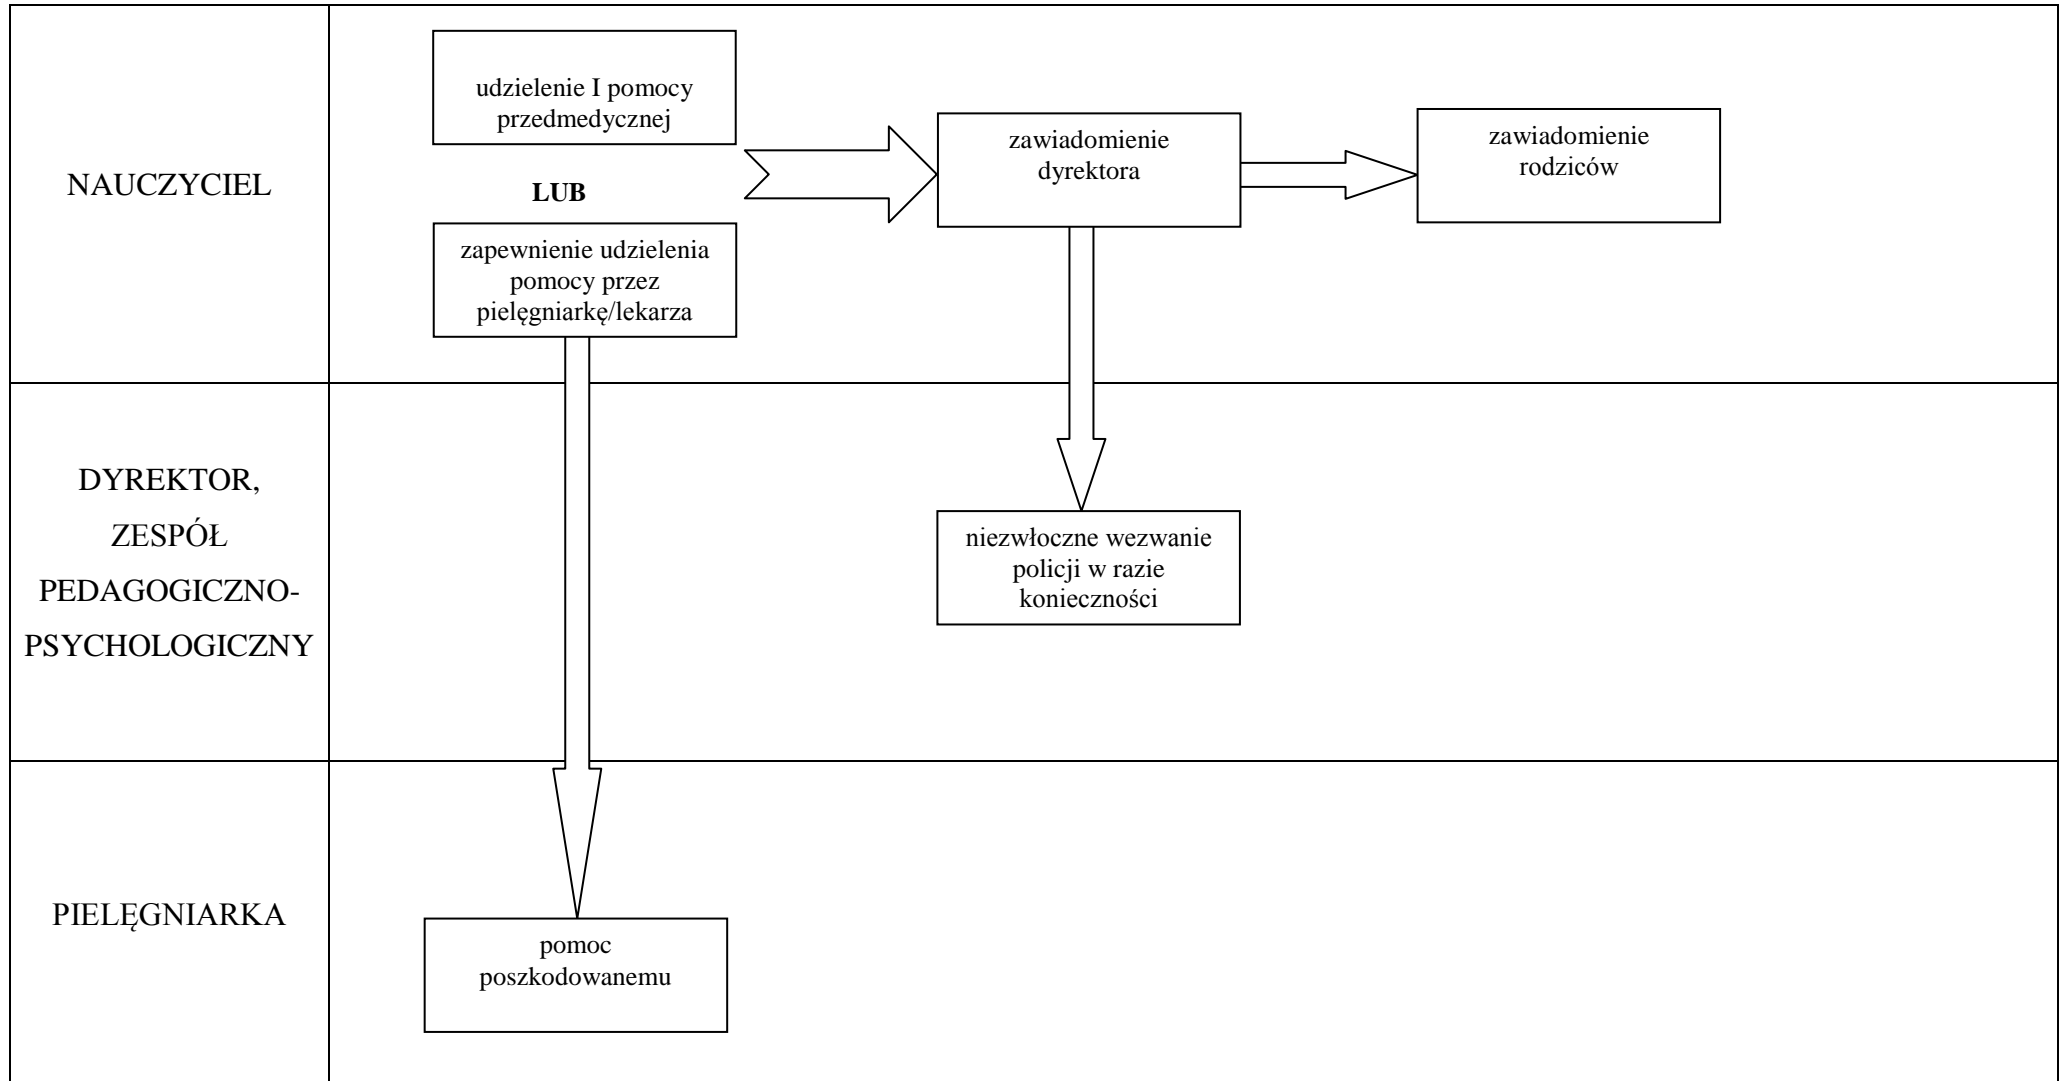 NAUCZYCIEL
udzielenie I pomocy
przedmedycznej
LUB
zapewnienie udzielenia
pomocy przez
pielęgniarkę/lekarza
zawiadomienie
dyrektora
zawiadomienie
rodziców
DYREKTOR,
ZESPÓŁ
PEDAGOGICZNO-
PSYCHOLOGICZNY
niezwłoczne wezwanie
policji w razie
konieczności
PIELĘGNIARKA
pomoc
poszkodowanemu